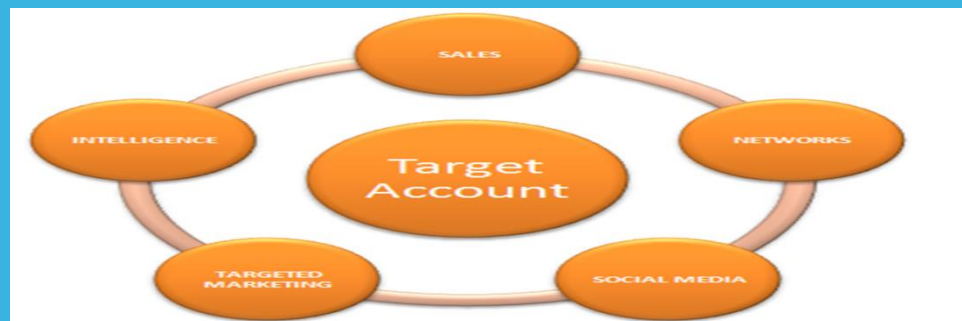 SALES
INTELLIGENCE
NETWORKS
Target
Account
TARGETED
MARKETING
SOCIAL MEDIA